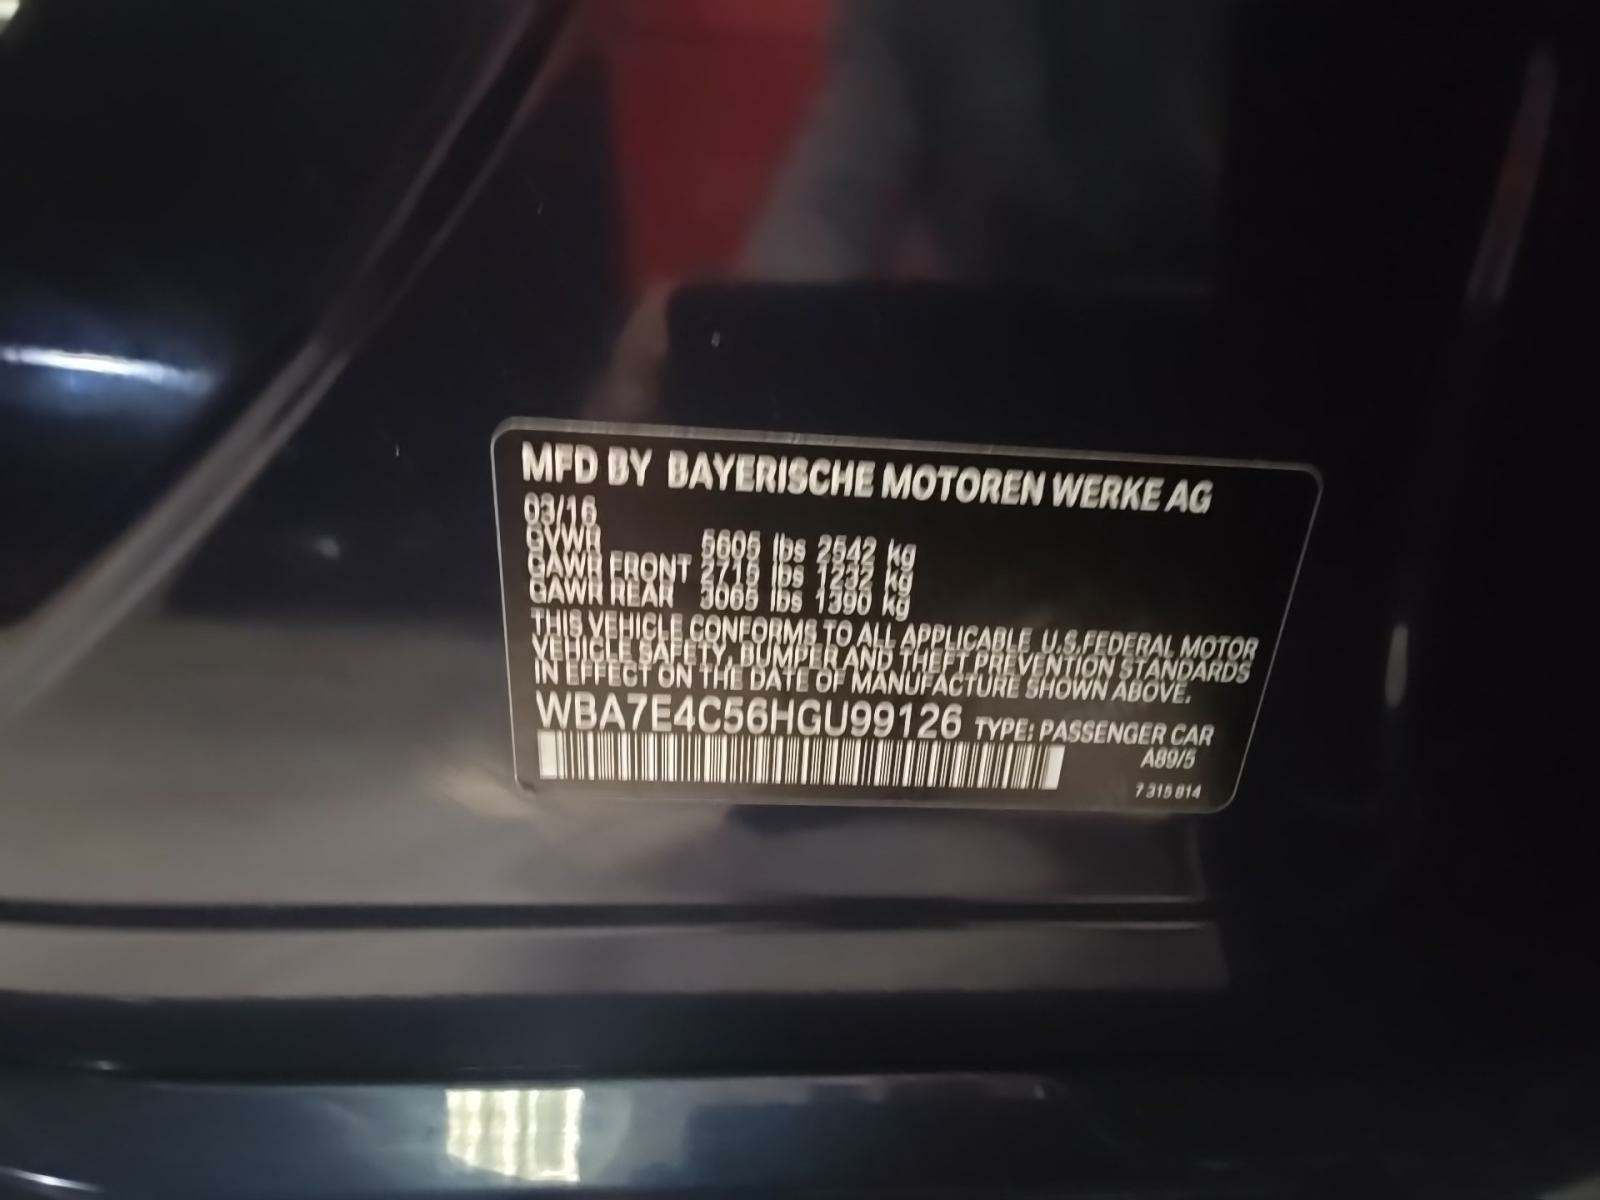 MFD BY BAYERISCHE MOTOREN WERKE AG
03/16
GVWR 5605 lbs 2542 kg
GAWR FRONT 2715 lbs 1232 kg
GAWR REAR 3065 lbs 1390 kg
THIS VEHICLE CONFORMS TO ALL APPLICABLE U.S.FEDERAL MOTOR
VEHICLE SAFETY, BUMPER AND THEFT PREVENTION STANDARDS
IN EFFECT ON THE DATE OF MANUFACTURE SHOWN ABOVE.
WBA7E4C56HGU99126 TYPE: PASSENGER CAR
A89/5
7 315 814